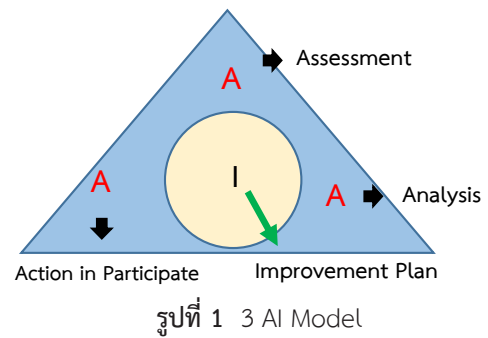 A
Assessment
I
A
A
Analysis
Action in Participate
Improvement Plan
รูปที่ 1 3 AI Model